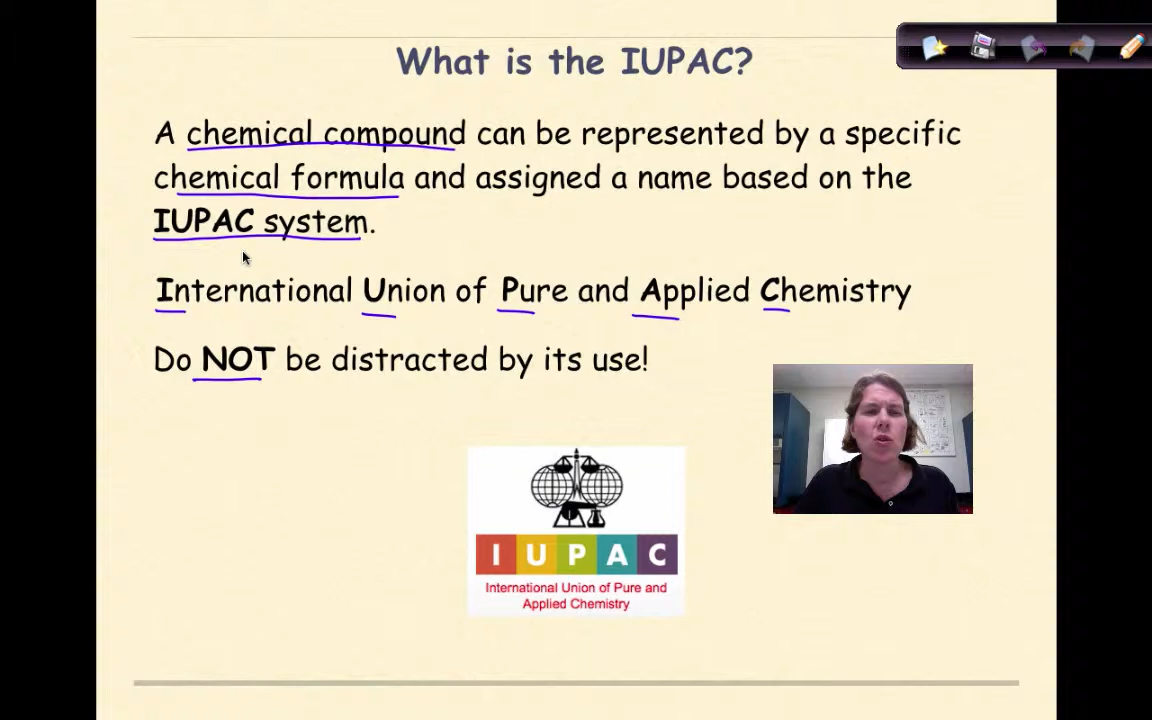 What is the IUPAC?
A chemical compound can be represented by a specific
chemical formula and assigned a name based on the
IUPAC system.
International Union of Pure and Applied Chemistry
Do NOT be distracted by its use!
I U P A C
International Union of Pure and
Applied Chemistry